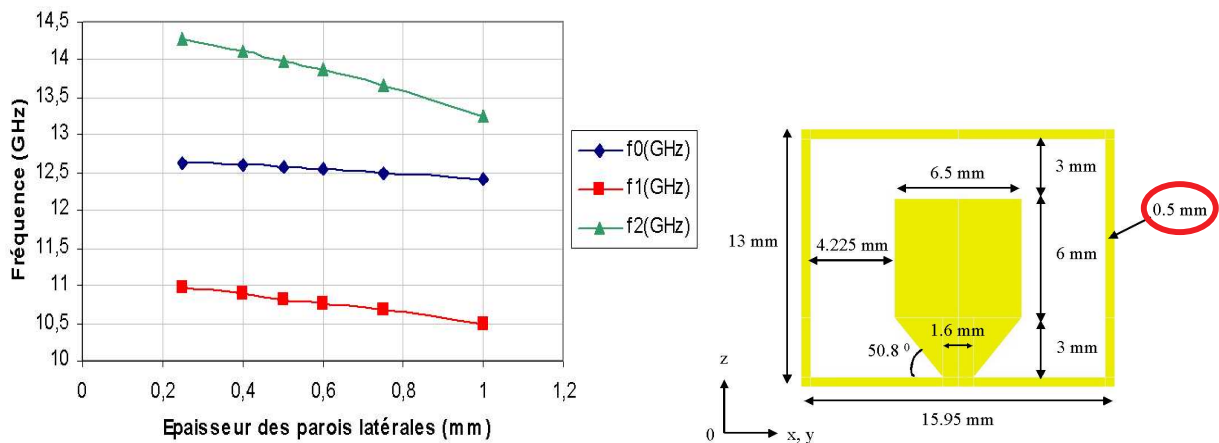 14,5
14
13,5
13
12,5
12
11,5
11
10,5
10
Fréquence (GHz)
0
0,2
0,4
0,6
0,8
1
1,2
Epaisseur des parois latérales (mm)
f0(GHz)
f1(GHz)
f2(GHz)
3 mm
6.5 mm
0.5 mm
13 mm
4.225 mm
6 mm
1.6 mm
50.8 ⁰
3 mm
z
15.95 mm
0
x, y